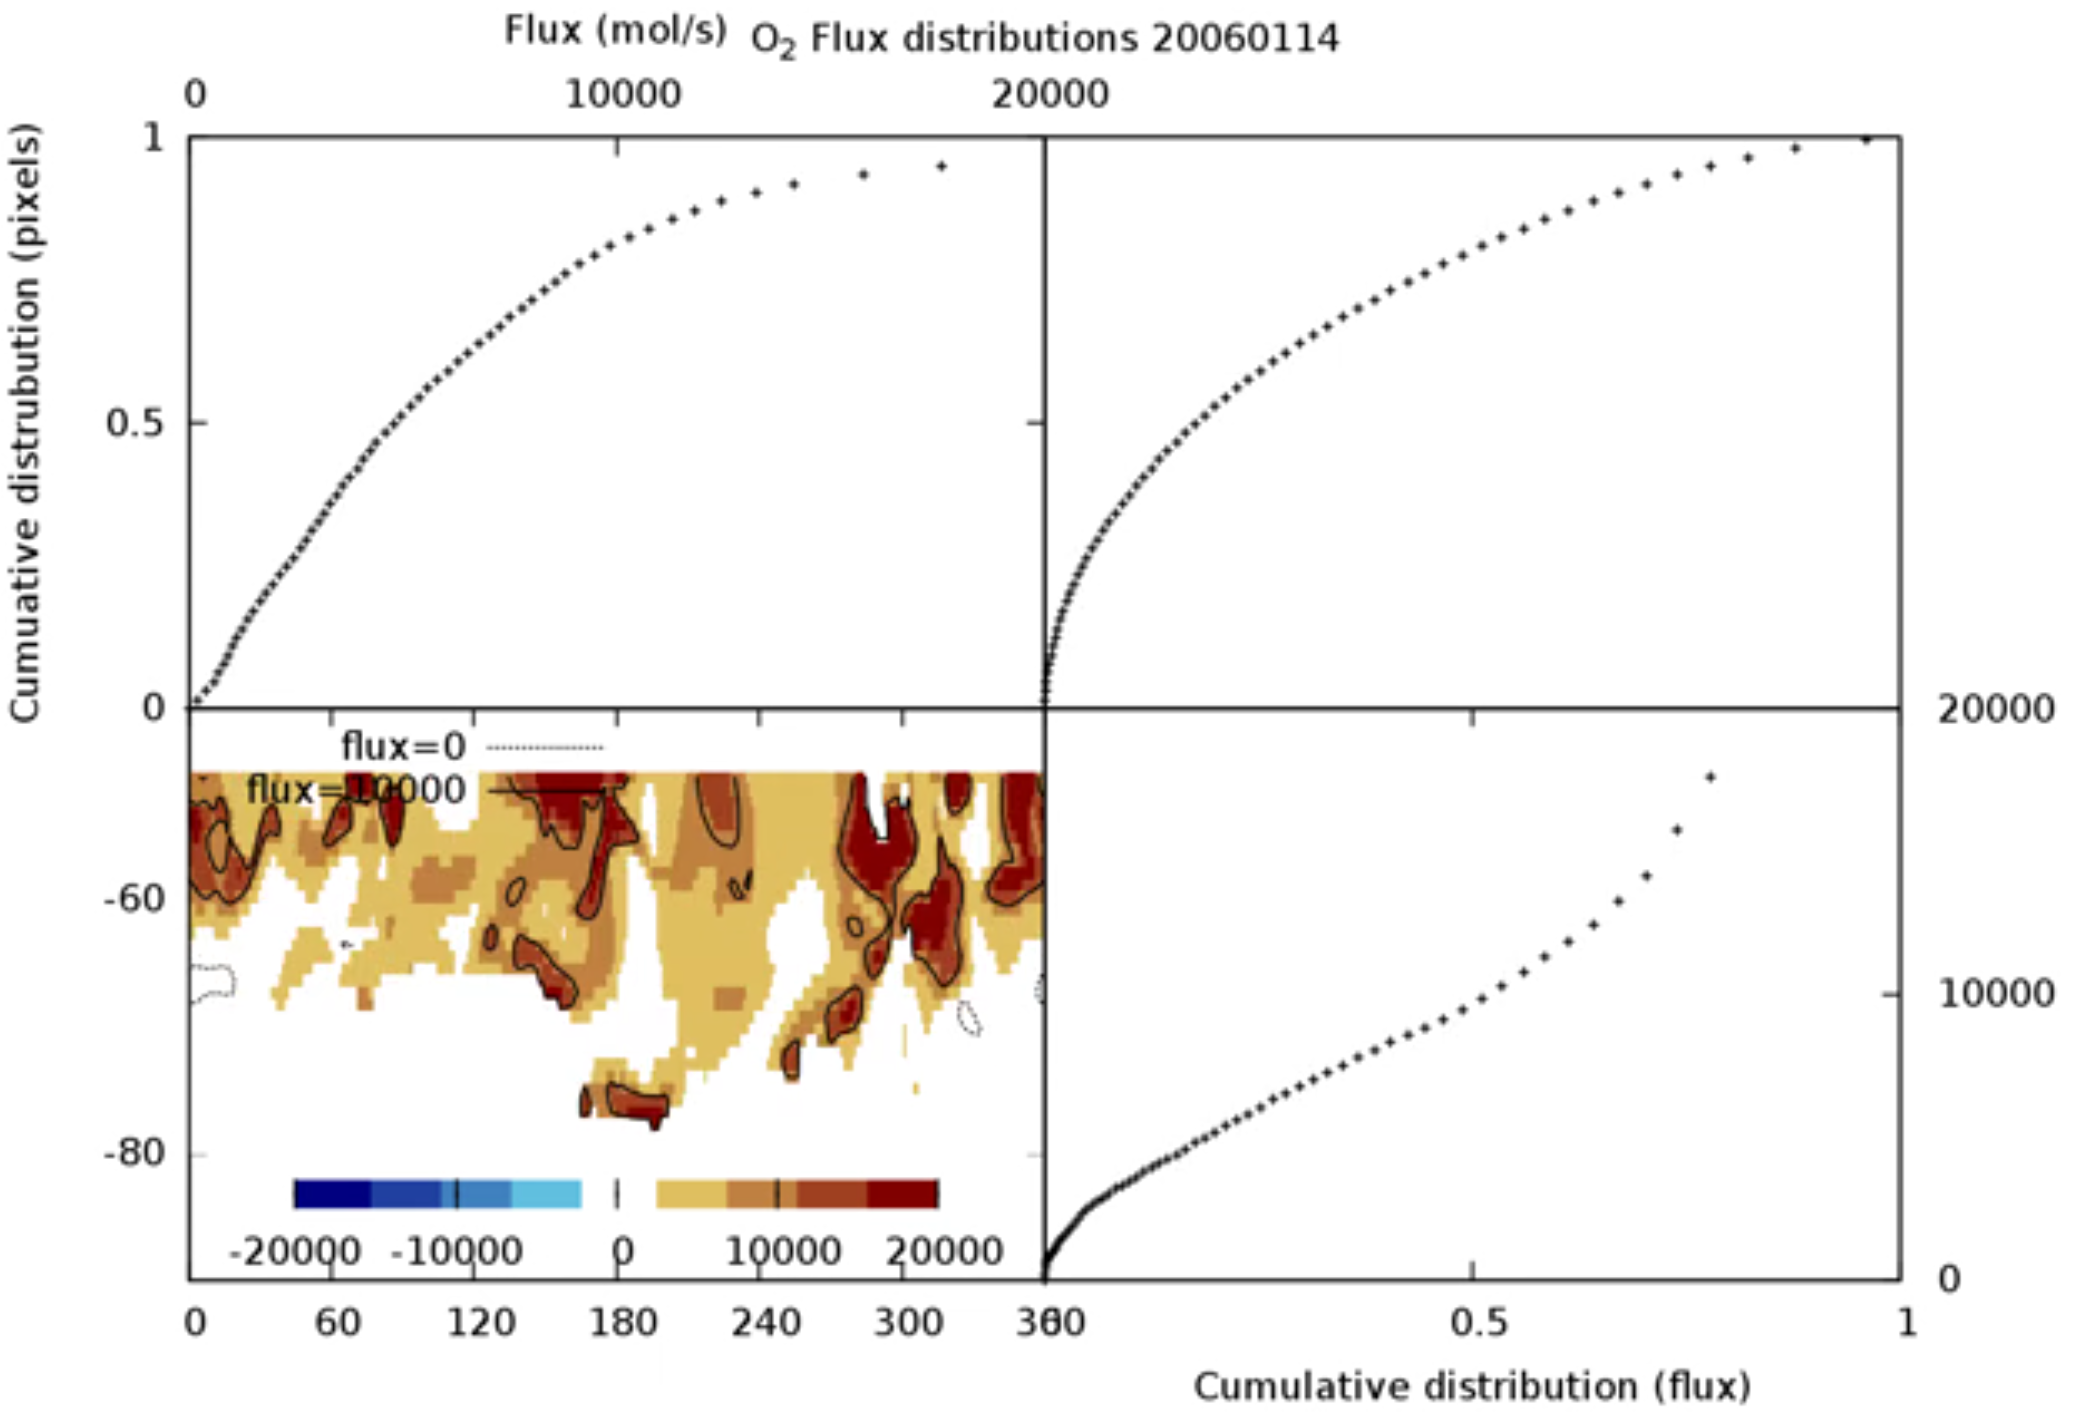 Flux (mol/s) O₂ Flux distributions 20060114
0 10000 20000
Cumuative distrubution (pixels)
1
0.5
0
flux=0
flux=10000
-60
-80
20000
10000
0
-20000 -10000 0 10000 20000
0 60 120 180 240 300 360 0 0.5 1
Cumulative distribution (flux)